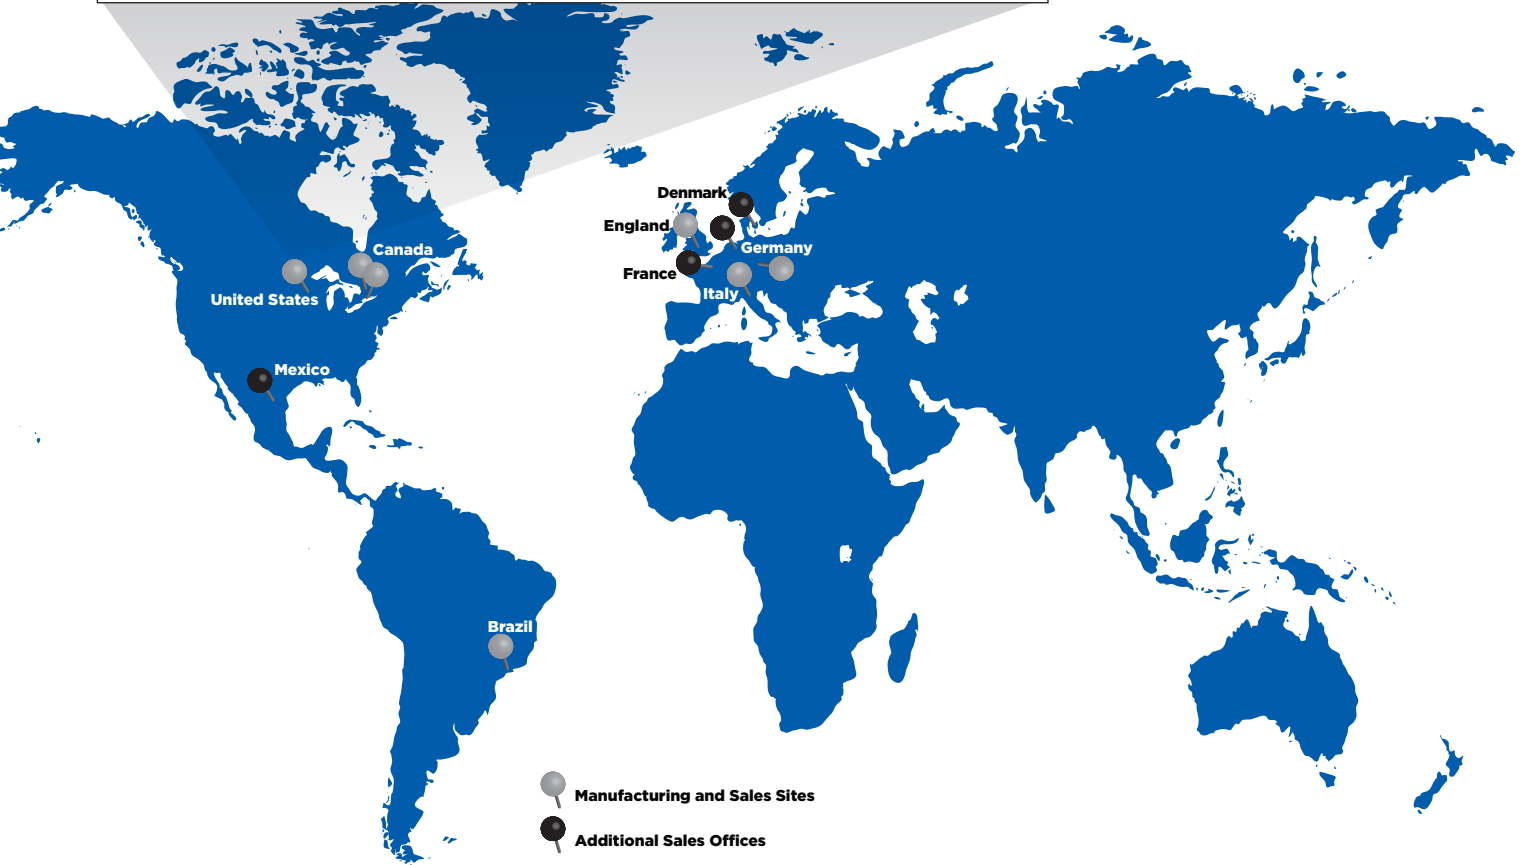 Denmark
England
Germany
Canada
France
Italy
United States
Mexico
Brazil
Manufacturing and Sales Sites
Additional Sales Offices